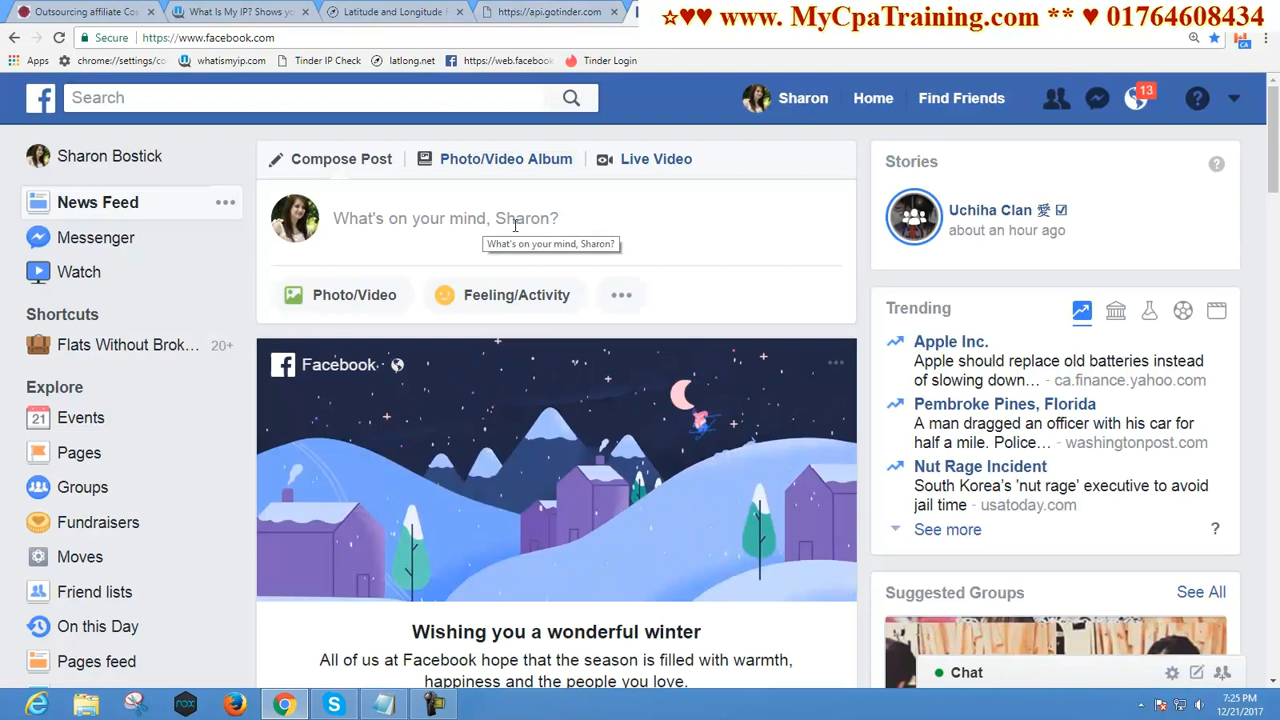 Outsourcing affiliate Co
What Is My IP? Shows y
Latitude and Longitude F
https://api.gotinder.com
☆♥♥ www. MyCpaTraining.com ** ♥ 01764608434
Secure
https://www.facebook.com
Apps
chrome://settings/co
whatismyip.com
Tinder IP Check
latlong.net
https://web.facebook
Tinder Login
Search
Sharon
Home
Find Friends
13
Sharon Bostick
News Feed
Messenger
Watch
Shortcuts
Flats Without Brok... 20+
Explore
21 Events
Pages
Groups
Fundraisers
Moves
Friend lists
On this Day
Pages feed
Compose Post
Photo/Video Album
Live Video
What's on your mind, Sharon?
What's on your mind, Sharon?
Photo/Video
Feeling/Activity
Facebook
Wishing you a wonderful winter
All of us at Facebook hope that the season is filled with warmth,
happiness and the people you love.
Stories
Uchiha Clan 愛 ☑
about an hour ago
Trending
Apple Inc.
Apple should replace old batteries instead
of slowing down… - ca.finance.yahoo.com
Pembroke Pines, Florida
A man dragged an officer with his car for
half a mile. Police… - washingtonpost.com
Nut Rage Incident
South Korea's 'nut rage' executive to avoid
jail time - usatoday.com
See more
?
Suggested Groups
See All
Chat
nox
7:25 PM
12/21/2017